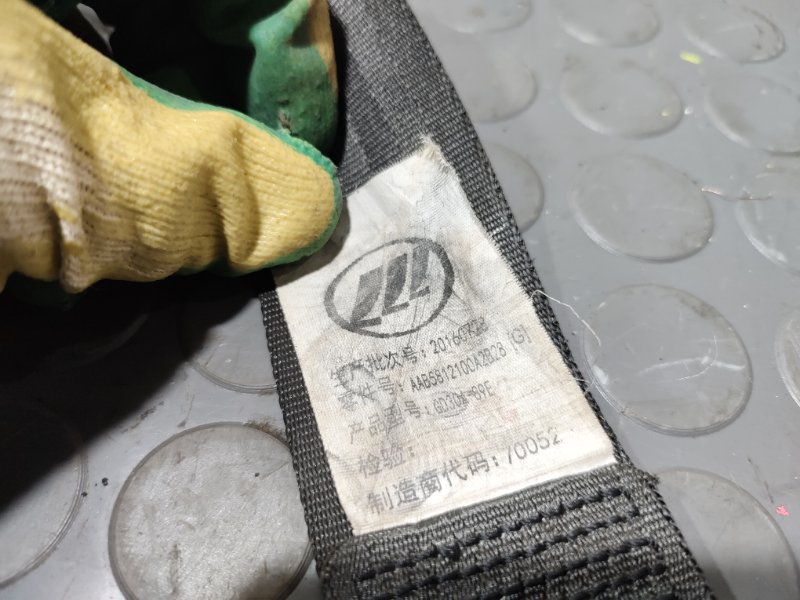 生产批次号: 20160728
零件号: (G)
产品型号:
检验:
制造商代码: 70052